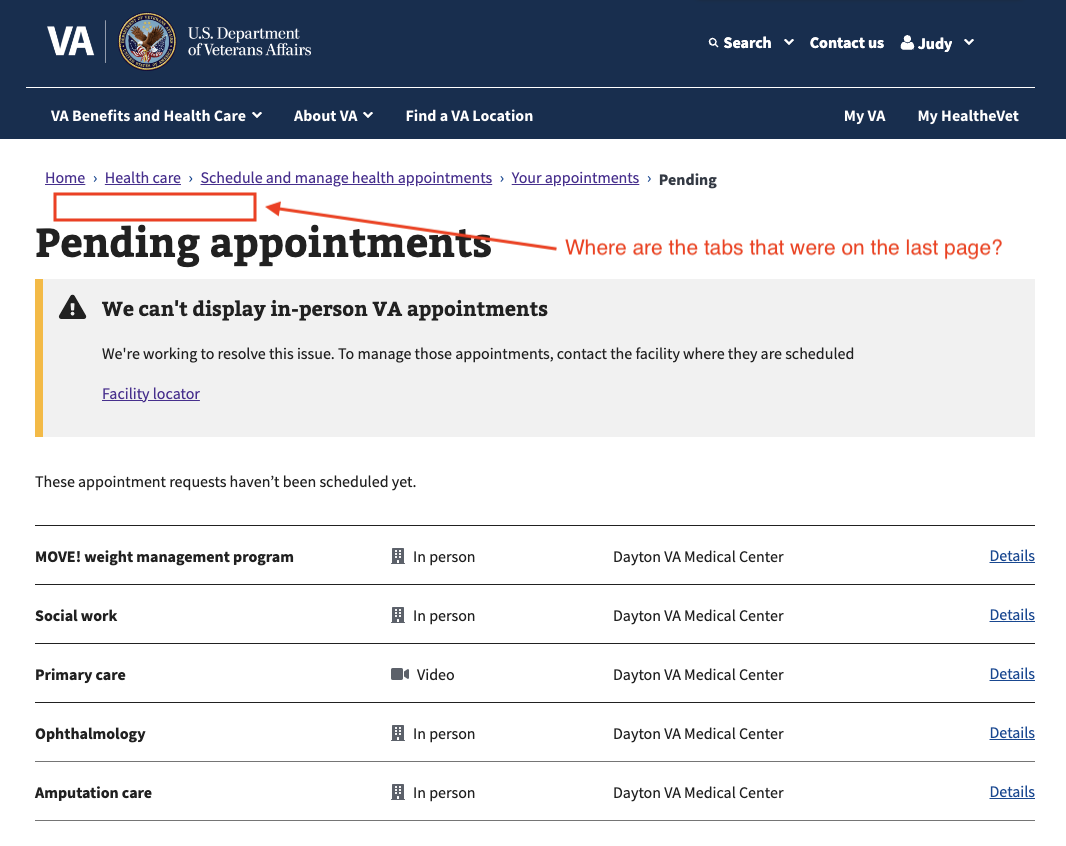 VA
U.S. Department
of Veterans Affairs
Search
Contact us
Judy
VA Benefits and Health Care
About VA
Find a VA Location
My VA
My HealtheVet
Home › Health care › Schedule and manage health appointments › Your appointments › Pending
Pending appointments
Where are the tabs that were on the last page?
We can't display in-person VA appointments
We're working to resolve this issue. To manage those appointments, contact the facility where they are scheduled
Facility locator
These appointment requests haven’t been scheduled yet.
MOVE! weight management program In person Dayton VA Medical Center Details
Social work In person Dayton VA Medical Center Details
Primary care Video Dayton VA Medical Center Details
Ophthalmology In person Dayton VA Medical Center Details
Amputation care In person Dayton VA Medical Center Details